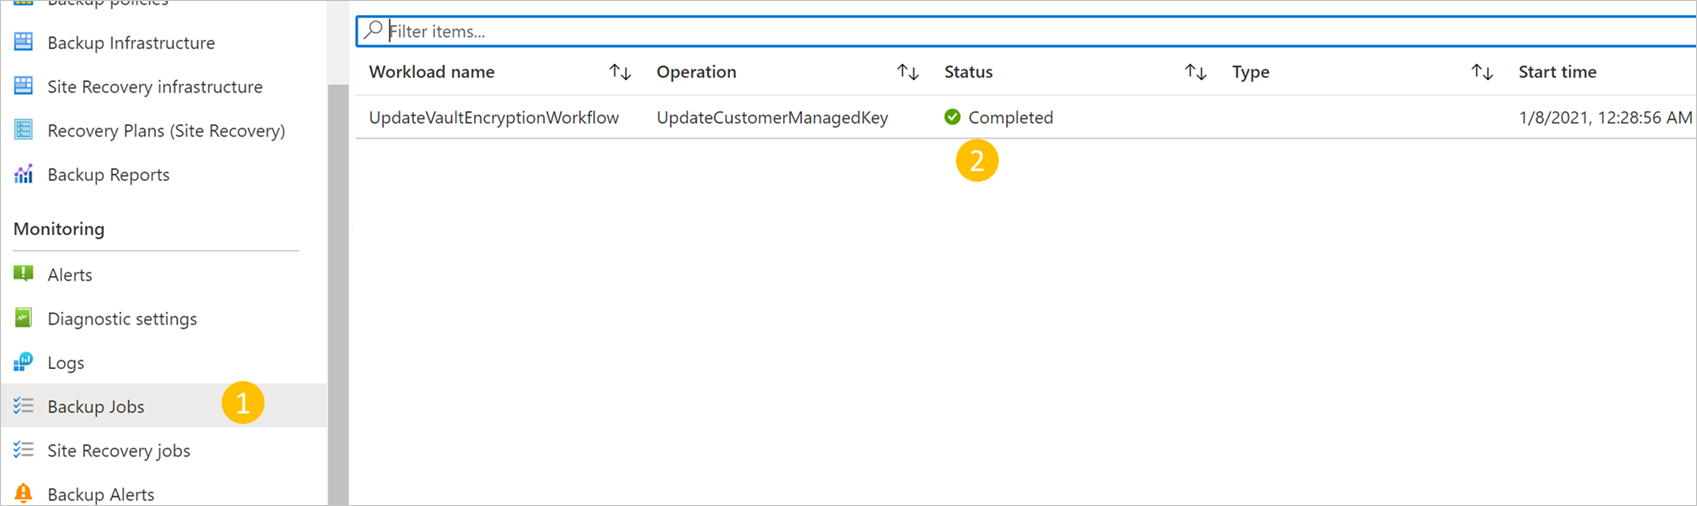 Backup policies
Backup Infrastructure
Site Recovery infrastructure
Recovery Plans (Site Recovery)
Backup Reports
Monitoring
Alerts
Diagnostic settings
Logs
Backup Jobs 1
Site Recovery jobs
Backup Alerts
Filter items...
Workload name Operation Status Type Start time
UpdateVaultEncryptionWorkflow UpdateCustomerManagedKey Completed 1/8/2021, 12:28:56 AM
2